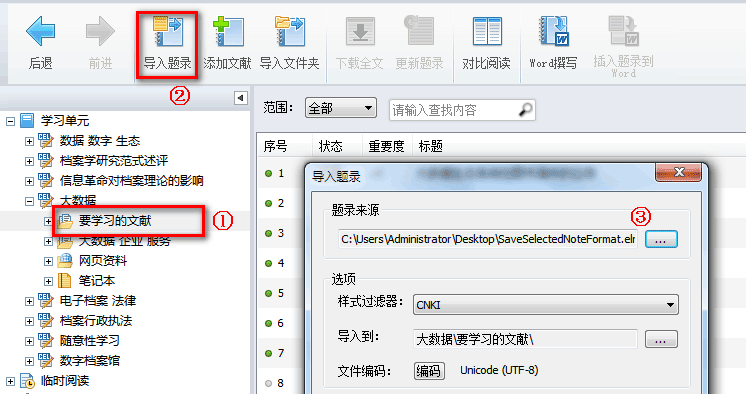 后退 前进 导入题录 添加文献 导入文件夹 下载全文 更新题录 对比阅读 Word撰写 插入题录到
Word
②
范围： 全部 请输入查找内容
学习单元
序号 状态 重要度 标题
数据 数字 生态
档案学研究范式述评
信息革命对档案理论的影响
大数据
要学习的文献 ①
大数据 企业 服务
网页资料
笔记本
电子档案 法律
档案行政执法
随意性学习
数字档案馆
临时阅读
1
2
3
4
5
6
7
8
导入题录
题录来源
③
C:\Users\Administrator\Desktop\SaveSelectedNoteFormat.elr ...
选项
样式过滤器： CNKI
导入到： 大数据\要学习的文献\ ...
文件编码： 编码 Unicode (UTF-8)